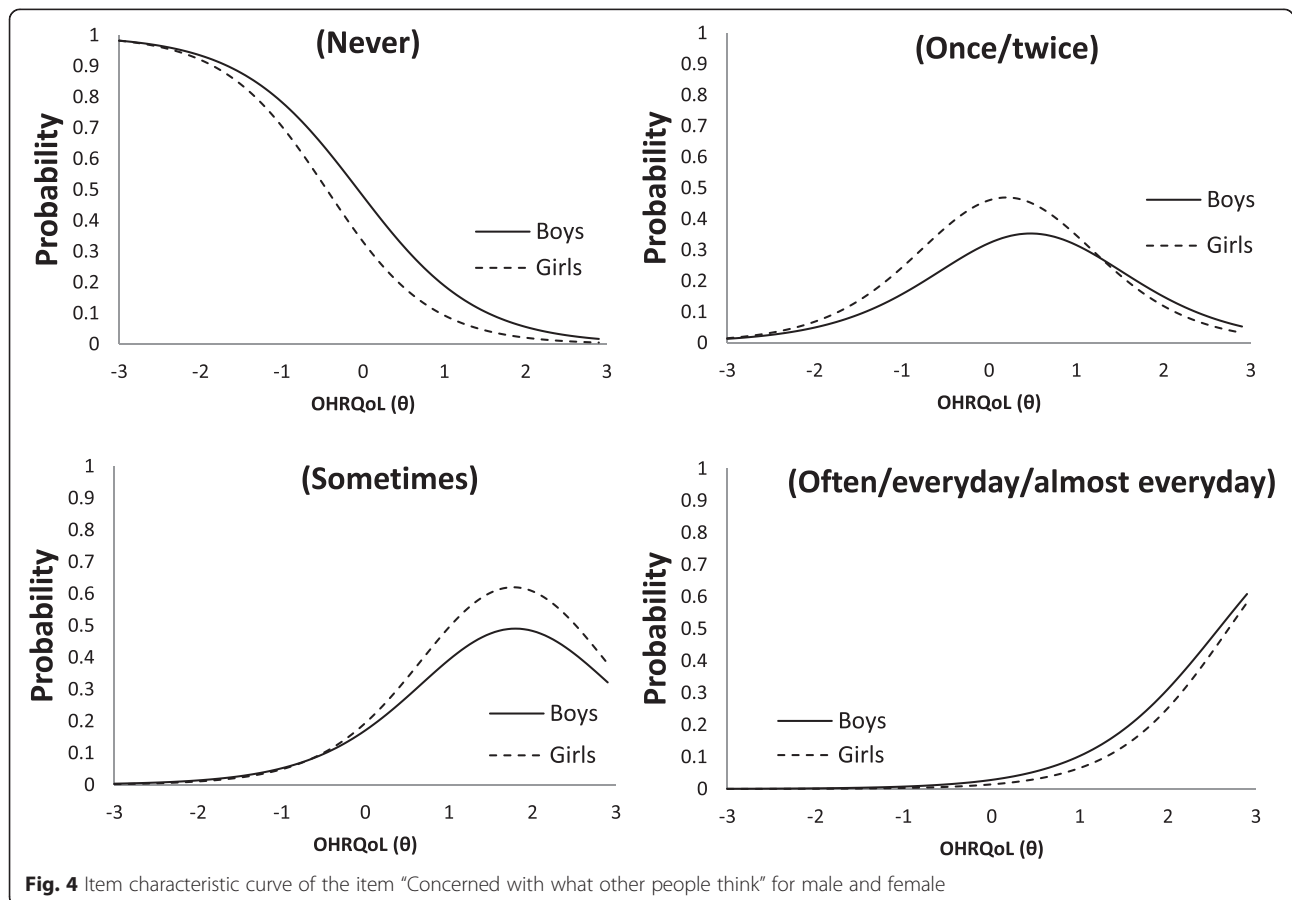 (Never)
Probability
1
0.9
0.8
0.7
0.6
0.5
0.4
0.3
0.2
0.1
0
Boys
Girls
-3 -2 -1 0 1 2 3
OHRQoL (θ)
(Once/twice)
Probability
1
0.9
0.8
0.7
0.6
0.5
0.4
0.3
0.2
0.1
0
Boys
Girls
-3 -2 -1 0 1 2 3
OHRQoL (θ)
(Sometimes)
Probability
1
0.9
0.8
0.7
0.6
0.5
0.4
0.3
0.2
0.1
0
Boys
Girls
-3 -2 -1 0 1 2 3
OHRQoL (θ)
(Often/everyday/almost everyday)
Probability
1
0.9
0.8
0.7
0.6
0.5
0.4
0.3
0.2
0.1
0
Boys
Girls
-3 -2 -1 0 1 2 3
OHRQoL (θ)
Fig. 4 Item characteristic curve of the item “Concerned with what other people think” for male and female